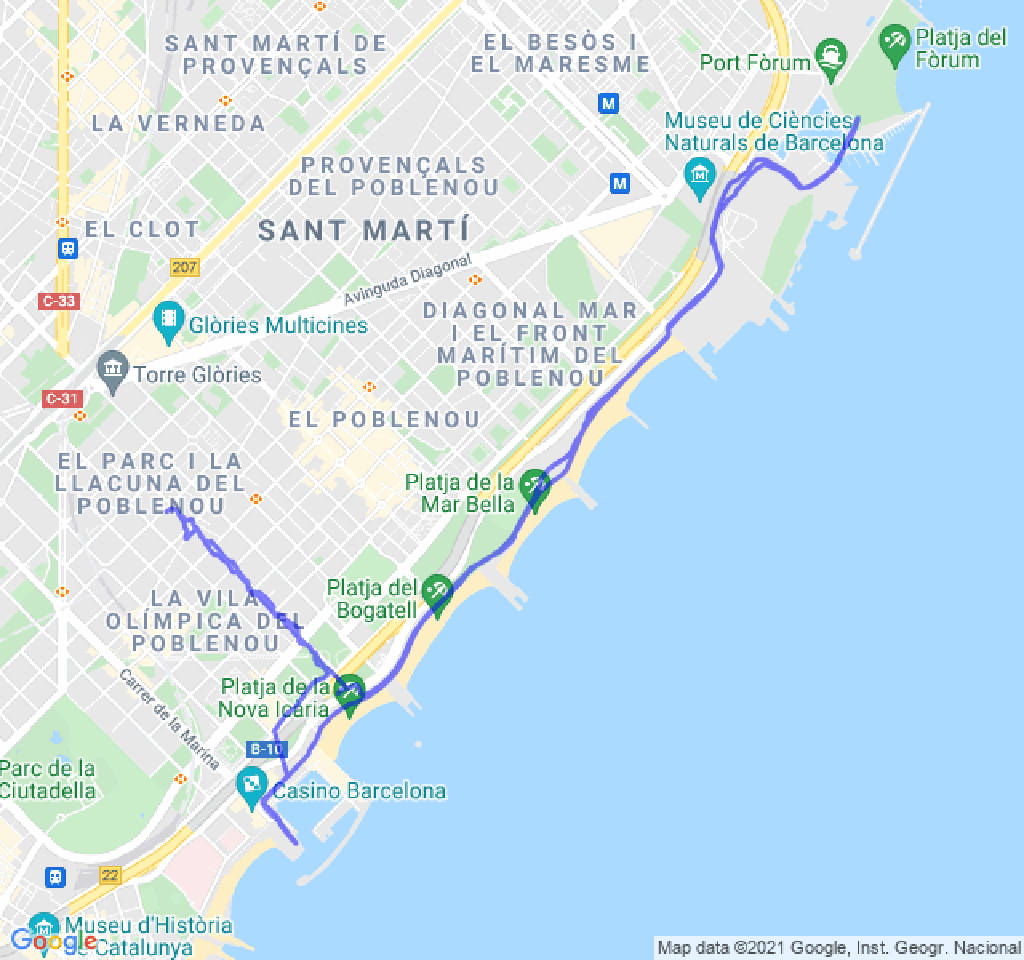 SANT MARTÍ DE
PROVENÇALS
EL BESÒS I
EL MARESME
Platja del
Fòrum
Port Fòrum
M
LA VERNEDA
Museu de Ciències
Naturals de Barcelona
PROVENÇALS
DEL POBLENOU
M
EL CLOT
SANT MARTÍ
207
Avinguda Diagonal
C-33
DIAGONAL MAR
I EL FRONT
MARÍTIM DEL
POBLENOU
Glòries Multicines
Torre Glòries
C-31
EL POBLENOU
EL PARC I LA
LLACUNA DEL
POBLENOU
Platja de la
Mar Bella
Platja del
Bogatell
LA VILA
OLÍMPICA DEL
POBLENOU
Carrer de la Marina
Platja de la
Nova Icaria
B-10
Parc de la
Ciutadella
Casino Barcelona
22
Museu d'Història
Catalunya
Google
Map data ©2021 Google, Inst. Geogr. Nacional